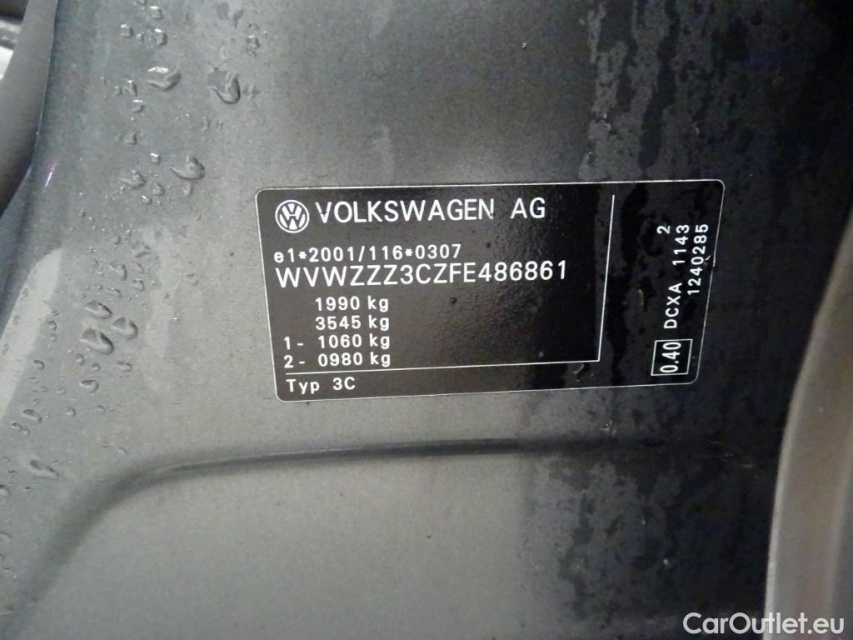 VOLKSWAGEN AG
e1*2001/116*0307
WVWZZZ3CZFE486861
1990 kg
3545 kg
1- 1060 kg
2- 0980 kg
Typ 3C
0.40 DCXA 1143 2
1240285
CarOutlet.eu